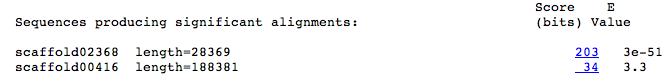 Score E
Sequences producing significant alignments: (bits) Value
scaffold02368 length=28369 203 3e-51
scaffold00416 length=188381 34 3.3